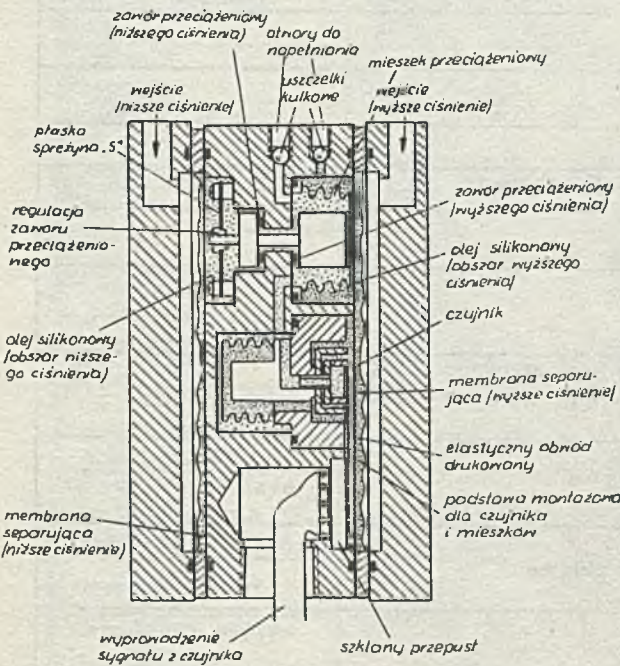 zawór przeciążeniowy
(niższego ciśnienia)
otwory do
napełniania
uszczelki
kulkowe
mieszek przeciążeniowy
wejście
(niższe ciśnienie)
wejście
(wyższe ciśnienie)
płaska
sprężyna „S”
regulacja
zaworu
przeciążenio-
nego
olej silikonowy
(obszar niższe-
go ciśnienia)
membrana
separująca
(niższe ciśnienie)
wyprowadzenie
sygnału z czujnika
zawór przeciążeniowy
(wyższego ciśnienia)
olej silikonowy
(obszar wyższego
ciśnienia)
czujnik
membrana separu-
jąca (wyższe ciśnienie)
elastyczny obwód
drukowany
podstawa montażowa
dla czujnika
i mieszków
szklany przepust